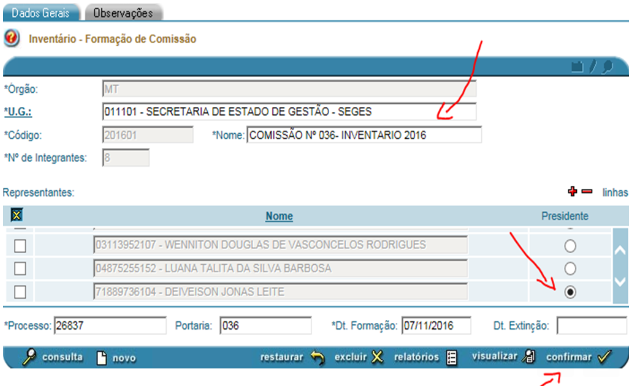 Dados Gerais Observações
Inventário - Formação de Comissão
*Órgão: MT
*U.G.: 011101 - SECRETARIA DE ESTADO DE GESTÃO - SEGES
*Código: 201601 *Nome: COMISSÃO Nº 036- INVENTARIO 2016
*Nº de Integrantes: 8
Representantes: linhas
Nome Presidente
03113952107 - WENNITON DOUGLAS DE VASCONCELOS RODRIGUES
04875255152 - LUANA TALITA DA SILVA BARBOSA
71889736104 - DEIVEISON JONAS LEITE
*Processo: 26837 Portaria: 036 *Dt. Formação: 07/11/2016 Dt. Extinção:
consulta novo restaurar excluir relatórios visualizar confirmar